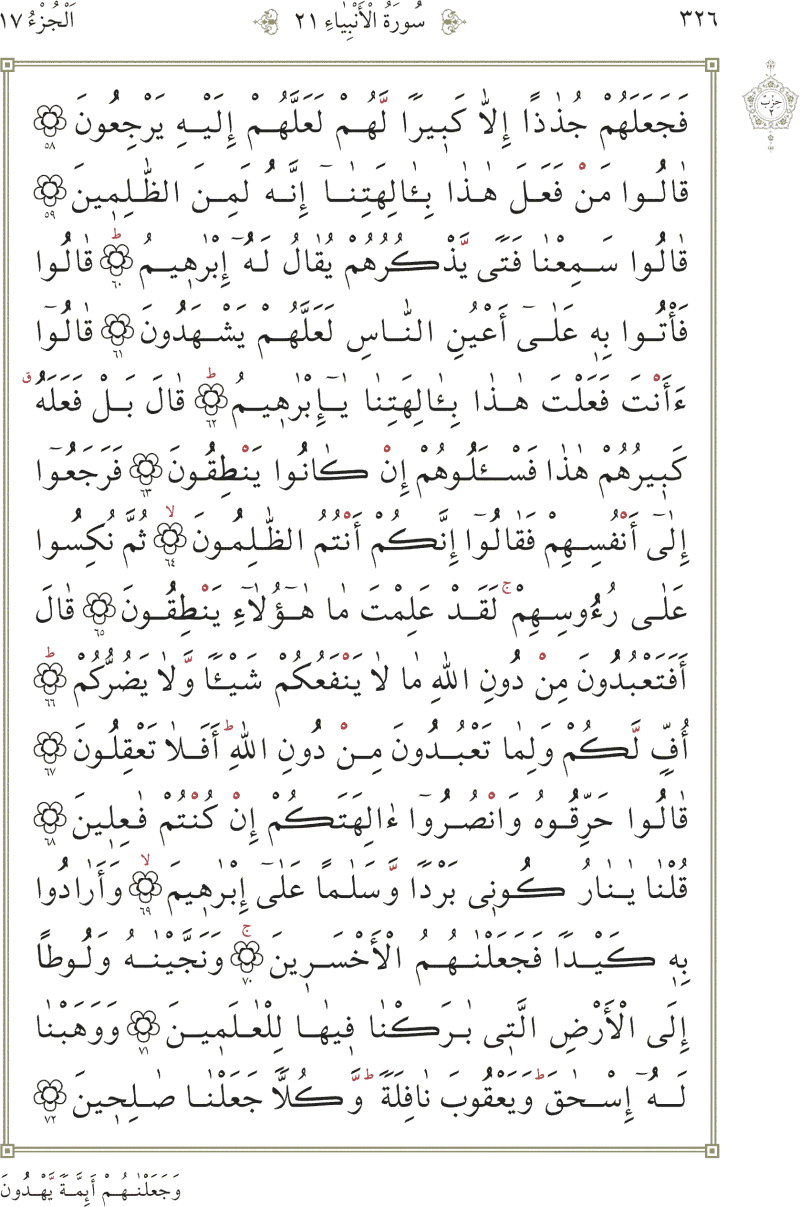 ٣٢٦ سُورَةُ الْأَنْبِيَاءِ ٢١ اَلْجُزْءُ ١٧
حِزْبٌ ٢
فَجَعَلَهُمْ جُذٰذًا إِلَّا كَبِيرًا لَّهُمْ لَعَلَّهُمْ إِلَيْهِ يَرْجِعُونَ ٥٨
قٰالُوا مَنْ فَعَلَ هٰذٰا بِـَٔالِهَتِنٰآ إِنَّهُ لَمِنَ الظّٰلِمِينَ ٥٩
قٰالُوا سَمِعْنٰا فَتًى يَّذْكُرُهُمْ يُقٰالُ لَهُٓ إِبْرٰهِيمُ ۗط ٦٠ قٰالُوا
فَأْتُوا بِهِ عَلٰىٓ أَعْيُنِ النّٰاسِ لَعَلَّهُمْ يَشْهَدُونَ ٦١ قٰالُوٓا
ءَأَنْتَ فَعَلْتَ هٰذٰا بِـَٔالِهَتِنٰا يٰٓإِبْرٰهِيمُ ط ٦٢ قٰالَ بَلْ فَعَلَهُ ق
كَبِيرُهُمْ هٰذٰا فَسْـَٔلُوهُمْ إِنْ كٰانُوا يَنْطِقُونَ ٦٣ فَرَجَعُوٓا
إِلٰىٓ أَنْفُسِهِمْ فَقٰالُوٓا إِنَّكُمْ أَنْتُمُ الظّٰلِمُونَ لا ٦٤ ثُمَّ نُكِسُوا
عَلٰى رُءُوسِهِمْ ج لَقَدْ عَلِمْتَ مٰا هٰٓؤُلٰآءِ يَنْطِقُونَ ٦٥ قٰالَ
أَفَتَعْبُدُونَ مِنْ دُونِ اللّٰهِ مٰا لٰا يَنْفَعُكُمْ شَيْـًٔا وَّلٰا يَضُرُّكُمْ ط ٦٦
أُفٍّ لَّكُمْ وَلِمٰا تَعْبُدُونَ مِنْ دُونِ اللّٰهِ ط أَفَلٰا تَعْقِلُونَ ٦٧
قٰالُوا حَرِّقُوهُ وَانْصُرُوٓا ءٰالِهَتَكُمْ إِنْ كُنْتُمْ فٰعِلِينَ ٦٨
قُلْنٰا يٰنٰارُ كُونِى بَرْدًا وَّسَلٰمًا عَلٰىٓ إِبْرٰهِيمَ لا ٦٩ وَأَرٰادُوا
بِهِ كَيْدًا فَجَعَلْنٰهُمُ الْأَخْسَرِينَ ج ٧٠ وَنَجَّيْنٰهُ وَلُوطًا
إِلَى الْأَرْضِ الَّتِى بٰرَكْنٰا فِيهٰا لِلْعٰلَمِينَ ٧١ وَوَهَبْنٰا
لَهُٓ إِسْحٰقَ ط وَيَعْقُوبَ نٰافِلَةً ط وَّكُلًّا جَعَلْنٰا صٰلِحِينَ ٧٢
وَجَعَلْنٰهُمْ أَئِمَّةً يَّهْدُونَ